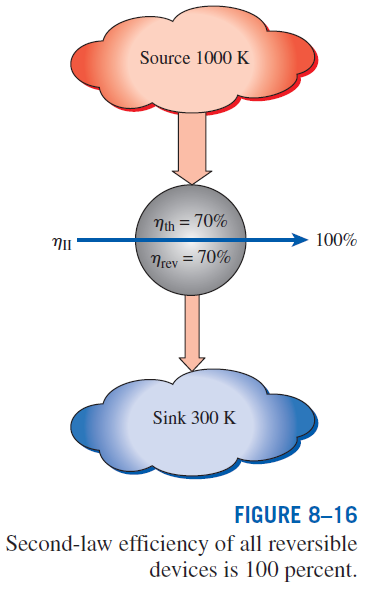 Source 1000 K
ηth = 70%
ηII
100%
ηrev = 70%
Sink 300 K
FIGURE 8–16
Second-law efficiency of all reversible
devices is 100 percent.